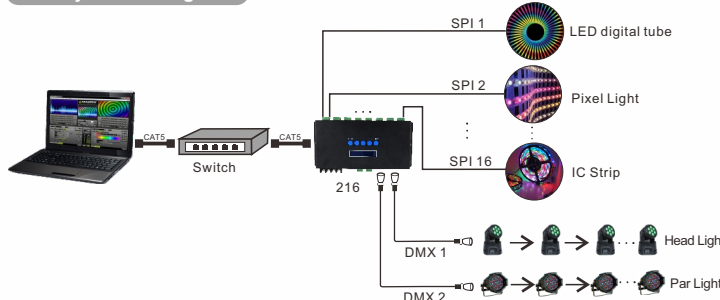 SPI 1
LED digital tube
SPI 2
Pixel Light
CAT5
CAT5
Switch
216
SPI 16
IC Strip
DMX 1
Head Ligh
DMX 2
Par Light